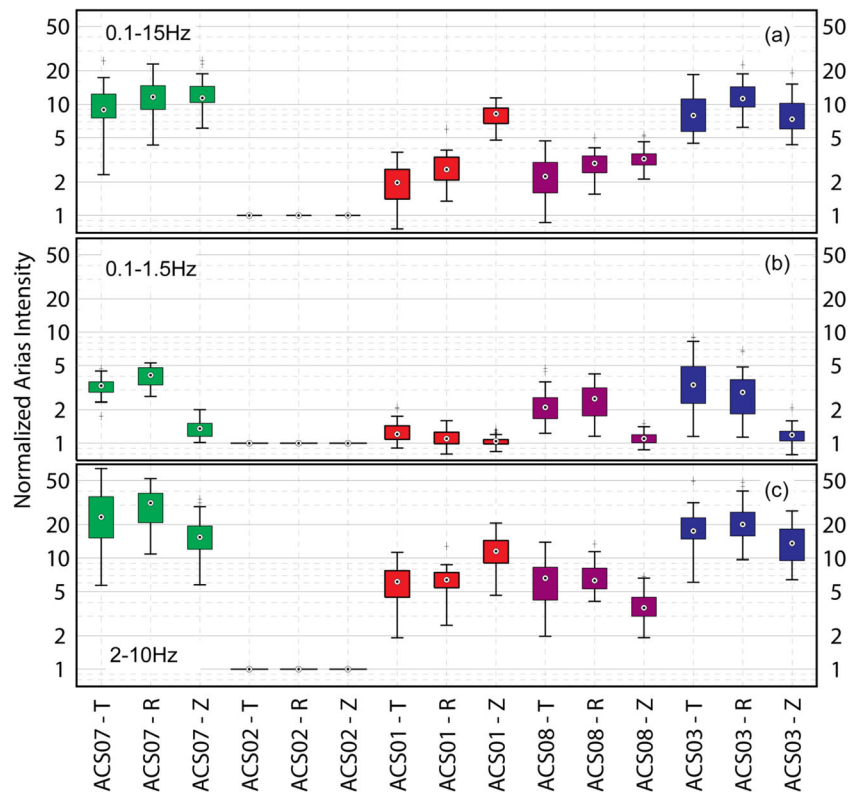 50 0.1-15Hz (a) 50
20 20
10 10
5 5
2 2
1 1
50 0.1-1.5Hz (b) 50
20 20
10 10
5 5
2 2
1 1
50 (c) 50
20 20
10 10
5 5
2 2
1 2-10Hz 1
Normalized Arias Intensity
ACS07 - T
ACS07 - R
ACS07 - Z
ACS02 - T
ACS02 - R
ACS02 - Z
ACS01 - T
ACS01 - R
ACS01 - Z
ACS08 - T
ACS08 - R
ACS08 - Z
ACS03 - T
ACS03 - R
ACS03 - Z